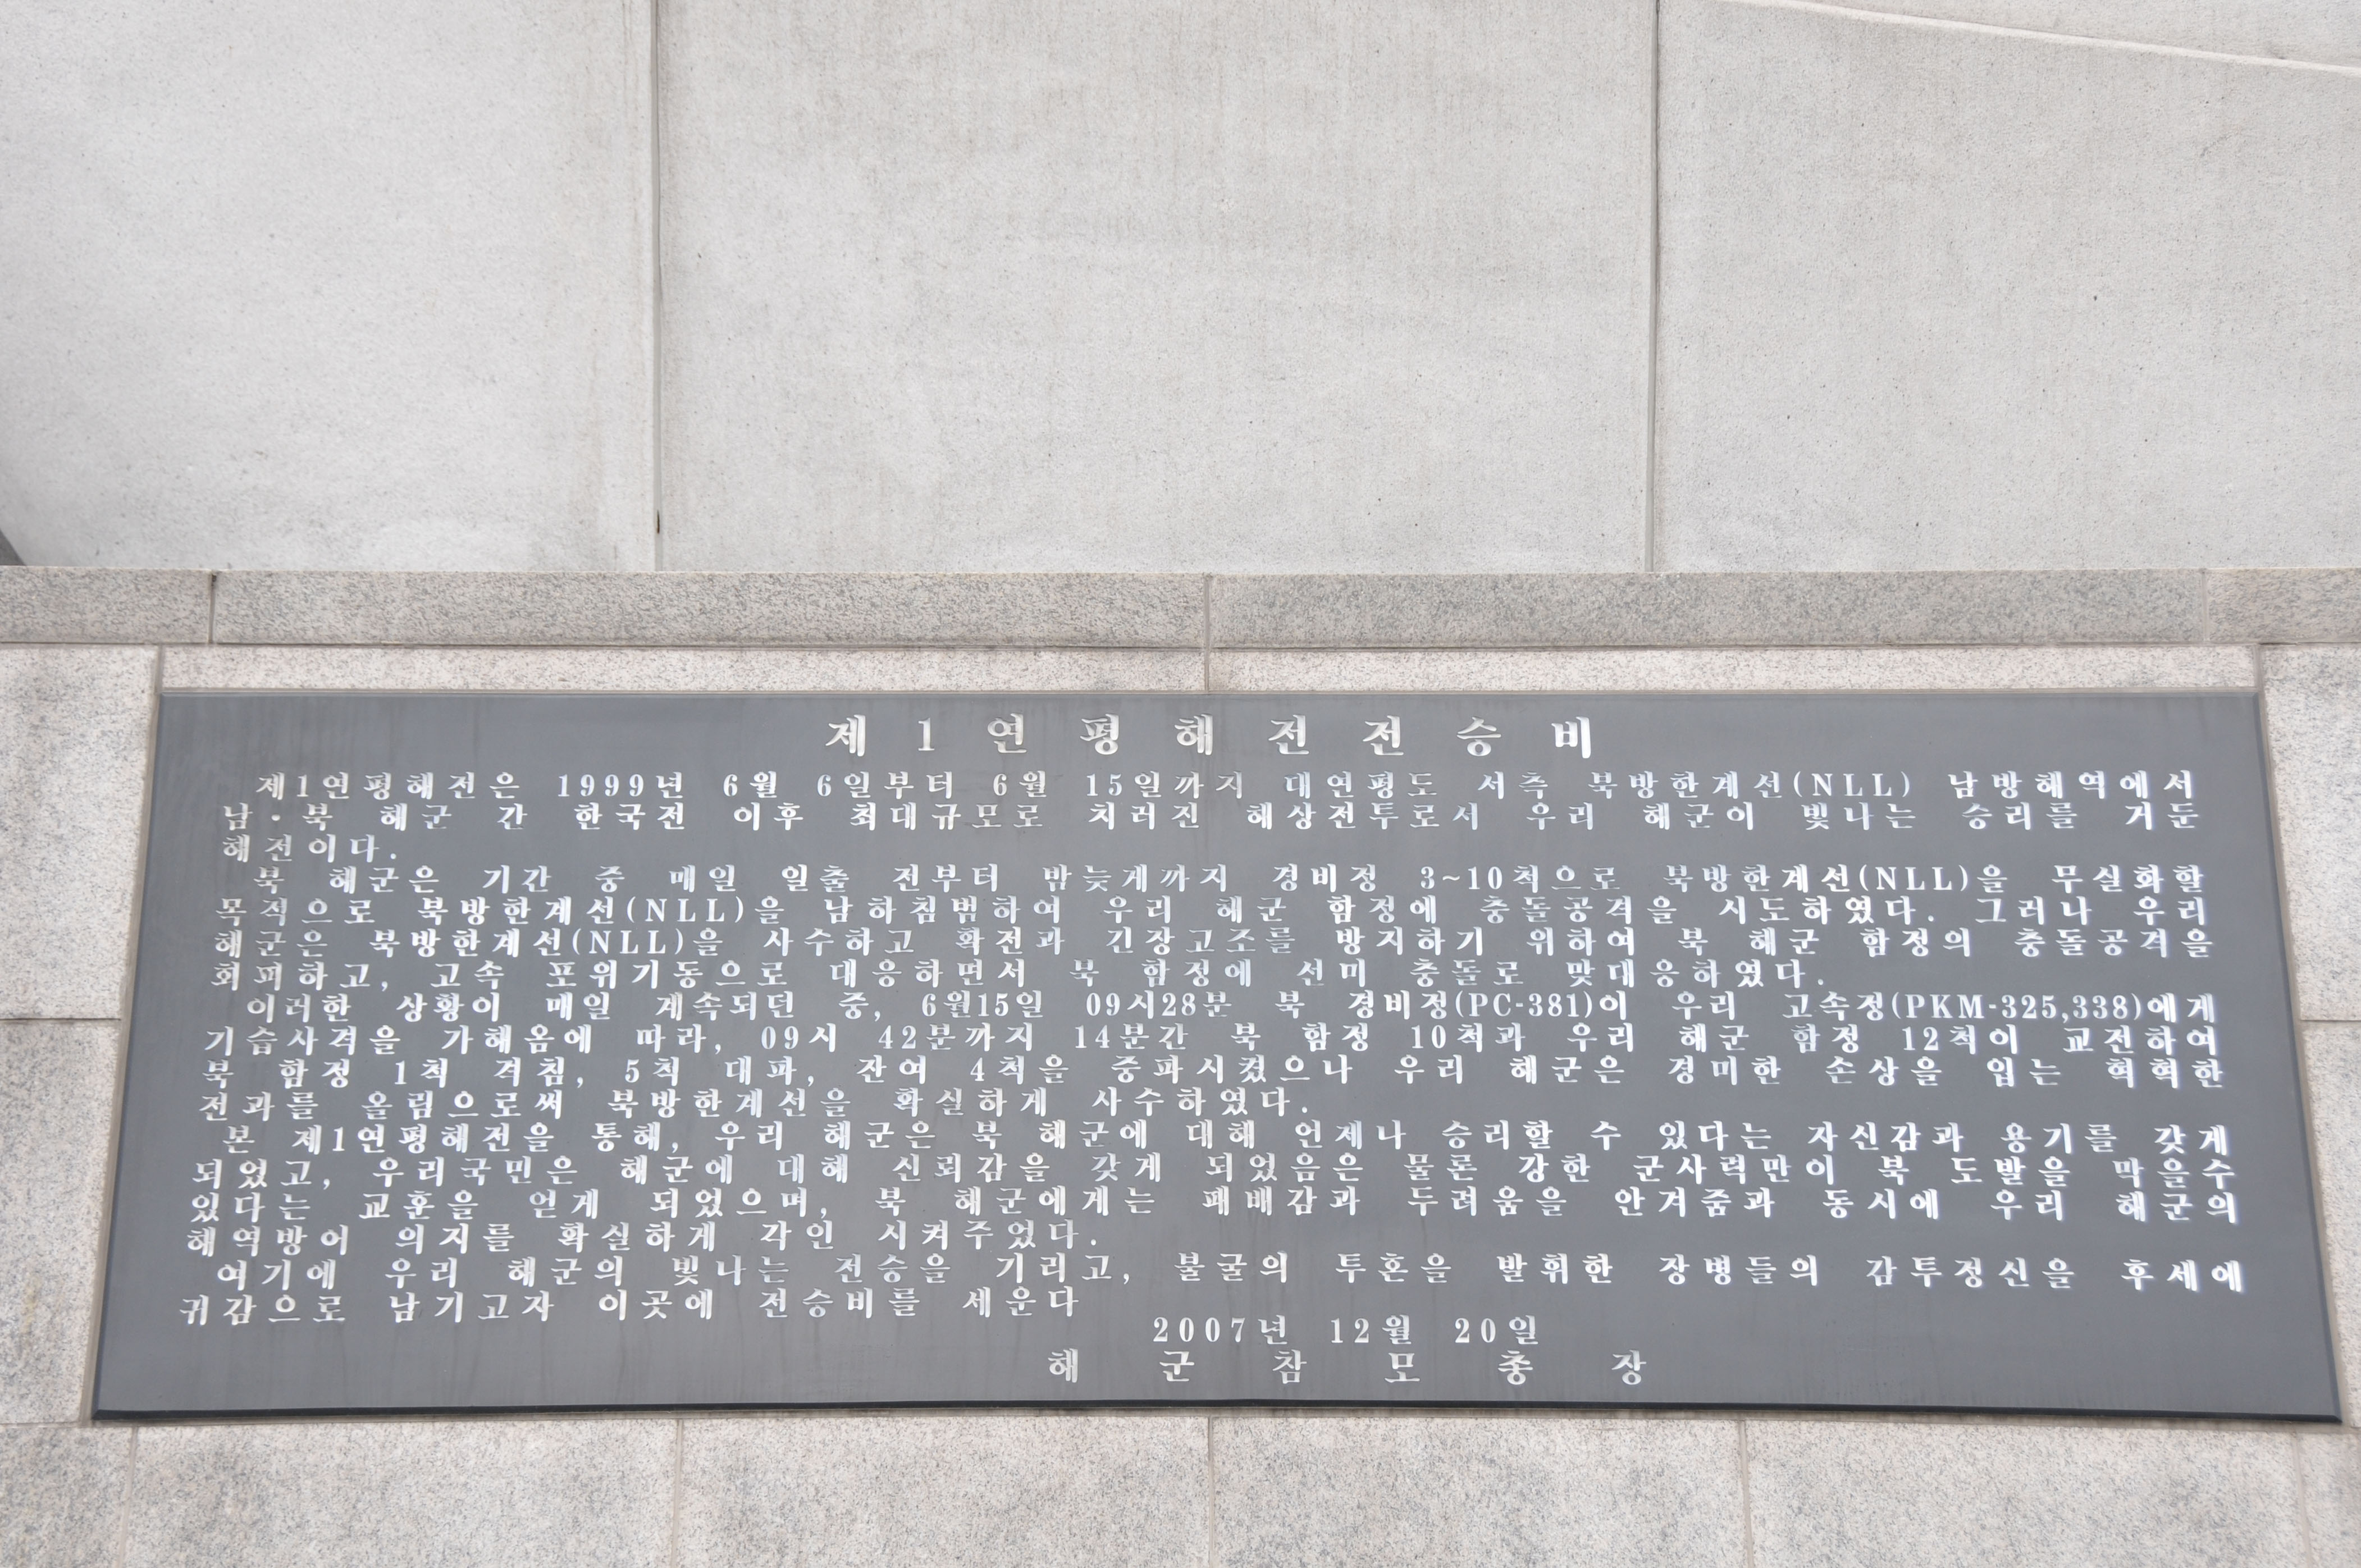 제 1 연 평 해 전 전 승 비
제1연평해전은 1999년 6월 6일부터 6월 15일까지 대연평도 서측 북방한계선(NLL) 남방해역에서
남·북 해군 간 한국전 이후 최대규모로 치러진 해상전투로서 우리 해군이 빛나는 승리를 거둔
해전이다.
북 해군은 기간 중 매일 일출 전부터 밤늦게까지 경비정 3~10척으로 북방한계선(NLL)을 무실화할
목적으로 북방한계선(NLL)을 남하침범하여 우리 해군 함정에 충돌공격을 시도하였다. 그러나 우리
해군은 북방한계선(NLL)을 사수하고 확전과 긴장고조를 방지하기 위하여 북 해군 함정의 충돌공격을
회피하고, 고속 포위기동으로 대응하면서 북 함정에 선미 충돌로 맞대응하였다.
이러한 상황이 매일 계속되던 중, 6월15일 09시28분 북 경비정(PC-381)이 우리 고속정(PKM-325,338)에게
기습사격을 가해옴에 따라, 09시 42분까지 14분간 북 함정 10척과 우리 해군 함정 12척이 교전하여
북 함정 1척 격침, 5척 대파, 잔여 4척을 중파시켰으나 우리 해군은 경미한 손상을 입는 혁혁한
전과를 올림으로써 북방한계선을 확실하게 사수하였다.
본 제1연평해전을 통해, 우리 해군은 북 해군에 대해 언제나 승리할 수 있다는 자신감과 용기를 갖게
되었고, 우리국민은 해군에 대해 신뢰감을 갖게 되었음은 물론 강한 군사력만이 북 도발을 막을수
있다는 교훈을 얻게 되었으며, 북 해군에게는 패배감과 두려움을 안겨줌과 동시에 우리 해군의
해역방어 의지를 확실하게 각인 시켜주었다.
여기에 우리 해군의 빛나는 전승을 기리고, 불굴의 투혼을 발휘한 장병들의 감투정신을 후세에
귀감으로 남기고자 이곳에 전승비를 세운다
2007년 12월 20일
해 군 참 모 총 장